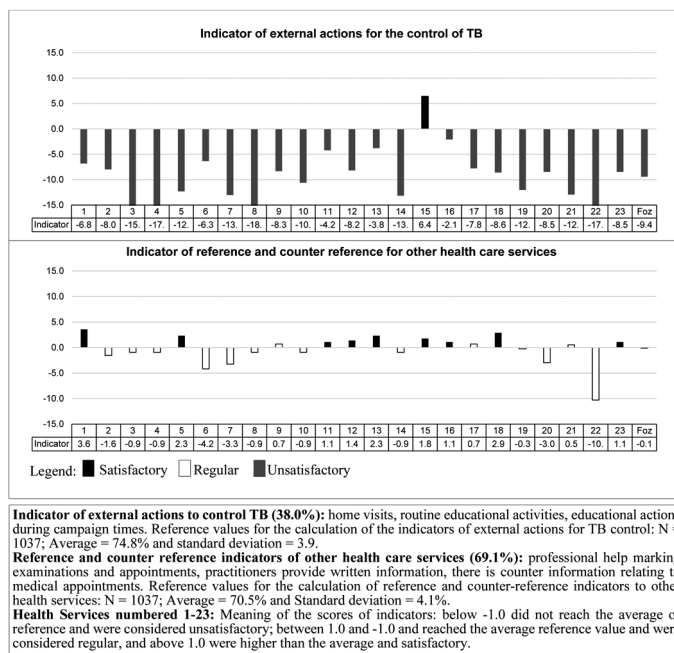 Indicator of external actions for the control of TB
15.0
10.0
5.0
0.0
-5.0
-10.0
-15.0
1 2 3 4 5 6 7 8 9 10 11 12 13 14 15 16 17 18 19 20 21 22 23 Foz
Indicator -6.8 -8.0 -15. -17. -12. -6.3 -13. -18. -8.3 -10. -4.2 -8.2 -3.8 -13. 6.4 -2.1 -7.8 -8.6 -12. -8.5 -12. -17. -8.5 -9.4
Indicator of reference and counter reference for other health care services
15.0
10.0
5.0
0.0
-5.0
-10.0
-15.0
1 2 3 4 5 6 7 8 9 10 11 12 13 14 15 16 17 18 19 20 21 22 23 Foz
Indicator 3.6 -1.6 -0.9 -0.9 2.3 -4.2 -3.3 -0.9 0.7 -0.9 1.1 1.4 2.3 -0.9 1.8 1.1 0.7 2.9 -0.3 -3.0 0.5 -10. 1.1 -0.1
Legend: Satisfactory Regular Unsatisfactory
Indicator of external actions to control TB (38.0%): home visits, routine educational activities, educational action
during campaign times. Reference values for the calculation of the indicators of external actions for TB control: N =
1037; Average = 74.8% and standard deviation = 3.9.
Reference and counter reference indicators of other health care services (69.1%): professional help marking
examinations and appointments, practitioners provide written information, there is counter information relating t
medical appointments. Reference values for the calculation of reference and counter-reference indicators to othe
health services: N = 1037; Average = 70.5% and Standard deviation = 4.1%.
Health Services numbered 1-23: Meaning of the scores of indicators: below -1.0 did not reach the average o
reference and were considered unsatisfactory; between 1.0 and -1.0 and reached the average reference value and wer
considered regular, and above 1.0 were higher than the average and satisfactory.